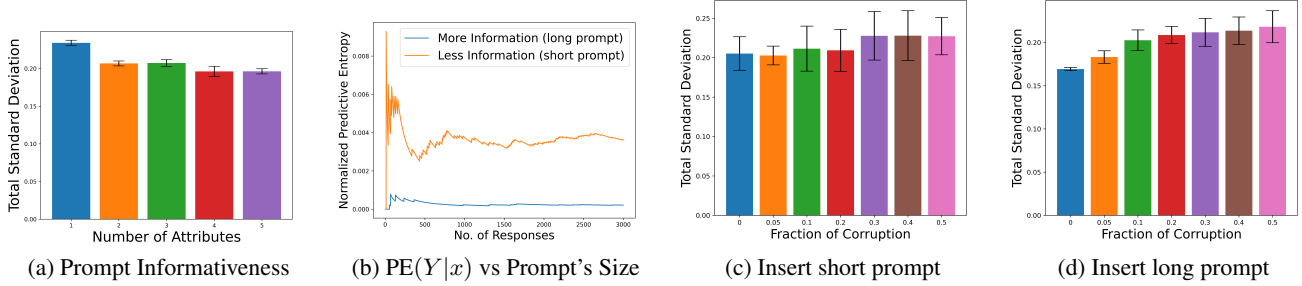 Total Standard Deviation
0.20
0.15
0.10
0.05
0.00
1 2 3 4 5
Number of Attributes
(a) Prompt Informativeness
Normalized Predictive Entropy
More Information (long prompt)
Less Information (short prompt)
0.008
0.006
0.004
0.002
0.000
0 500 1000 1500 2000 2500 3000
No. of Responses
(b) PE(Y|x) vs Prompt's Size
Total Standard Deviation
0.25
0.20
0.15
0.10
0.05
0.00
0 0.05 0.1 0.2 0.3 0.4 0.5
Fraction of Corruption
(c) Insert short prompt
Total Standard Deviation
0.20
0.15
0.10
0.05
0.00
0 0.05 0.1 0.2 0.3 0.4 0.5
Fraction of Corruption
(d) Insert long prompt